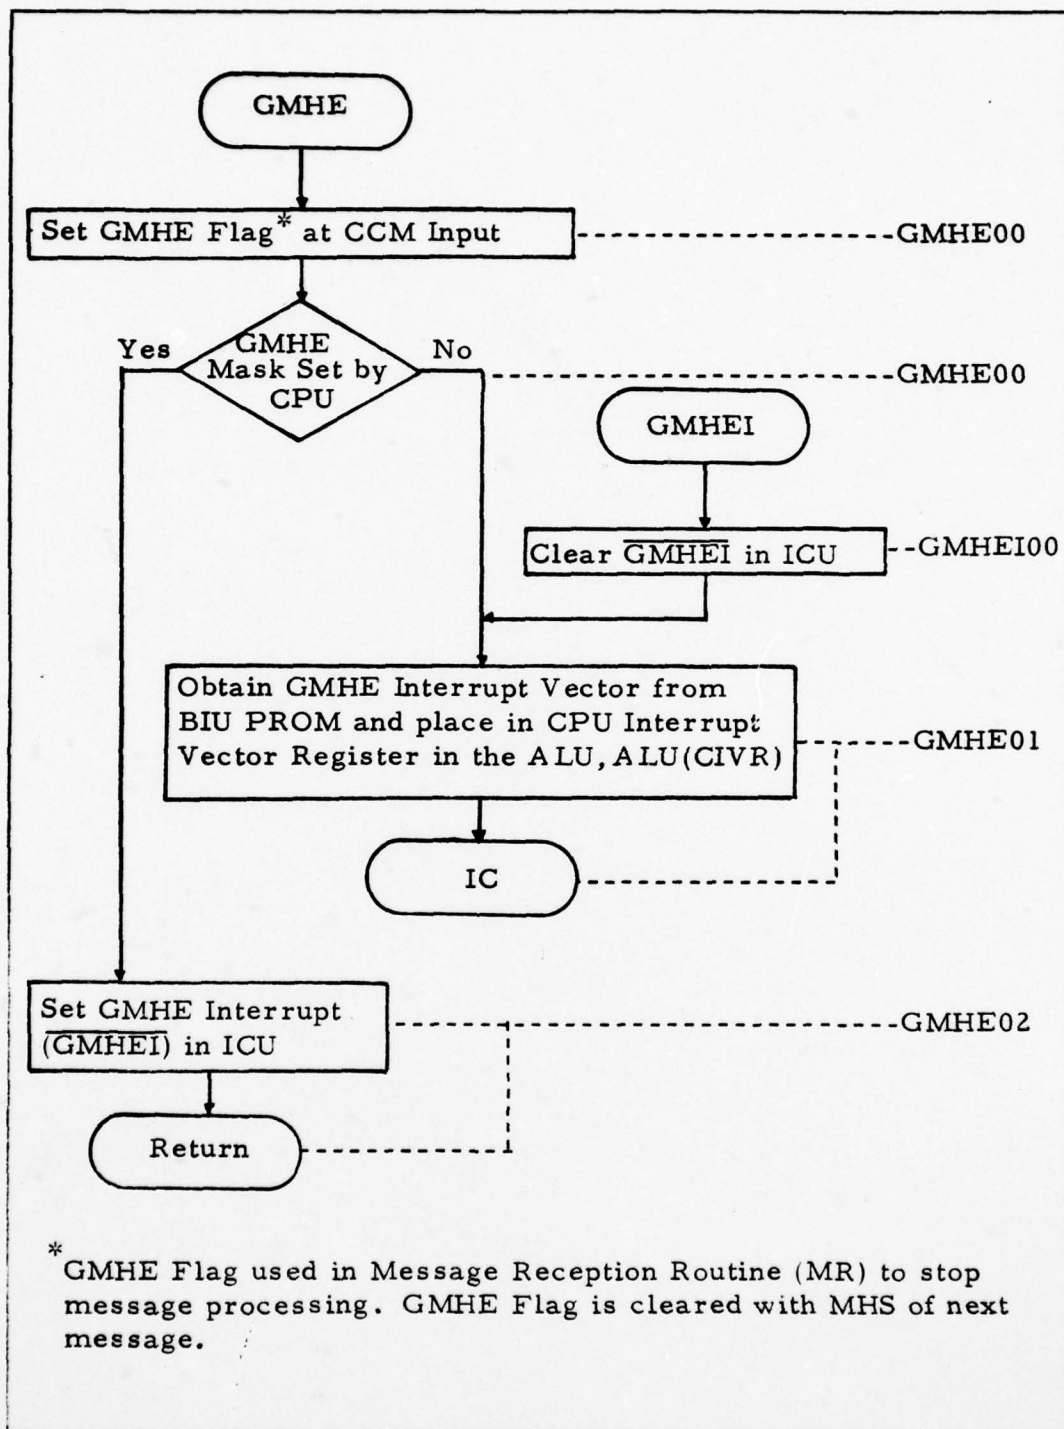 GMHE
Set GMHE Flag* at CCM Input
GMHE00
Yes
GMHE
Mask Set by
CPU
No
GMHE00
GMHEI
Clear G̅M̅H̅E̅I̅ in ICU
GMHEI00
Obtain GMHE Interrupt Vector from
BIU PROM and place in CPU Interrupt
Vector Register in the ALU, ALU(CIVR)
GMHE01
IC
Set GMHE Interrupt
(G̅M̅H̅E̅I̅) in ICU
GMHE02
Return
*GMHE Flag used in Message Reception Routine (MR) to stop
message processing. GMHE Flag is cleared with MHS of next
message.